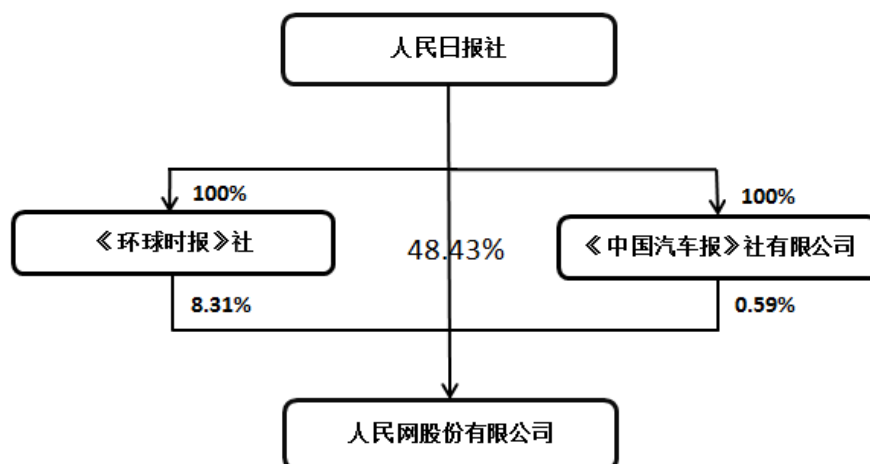 人民日报社
100%
100%
《环球时报》社
48.43%
《中国汽车报》社有限公司
8.31%
0.59%
人民网股份有限公司